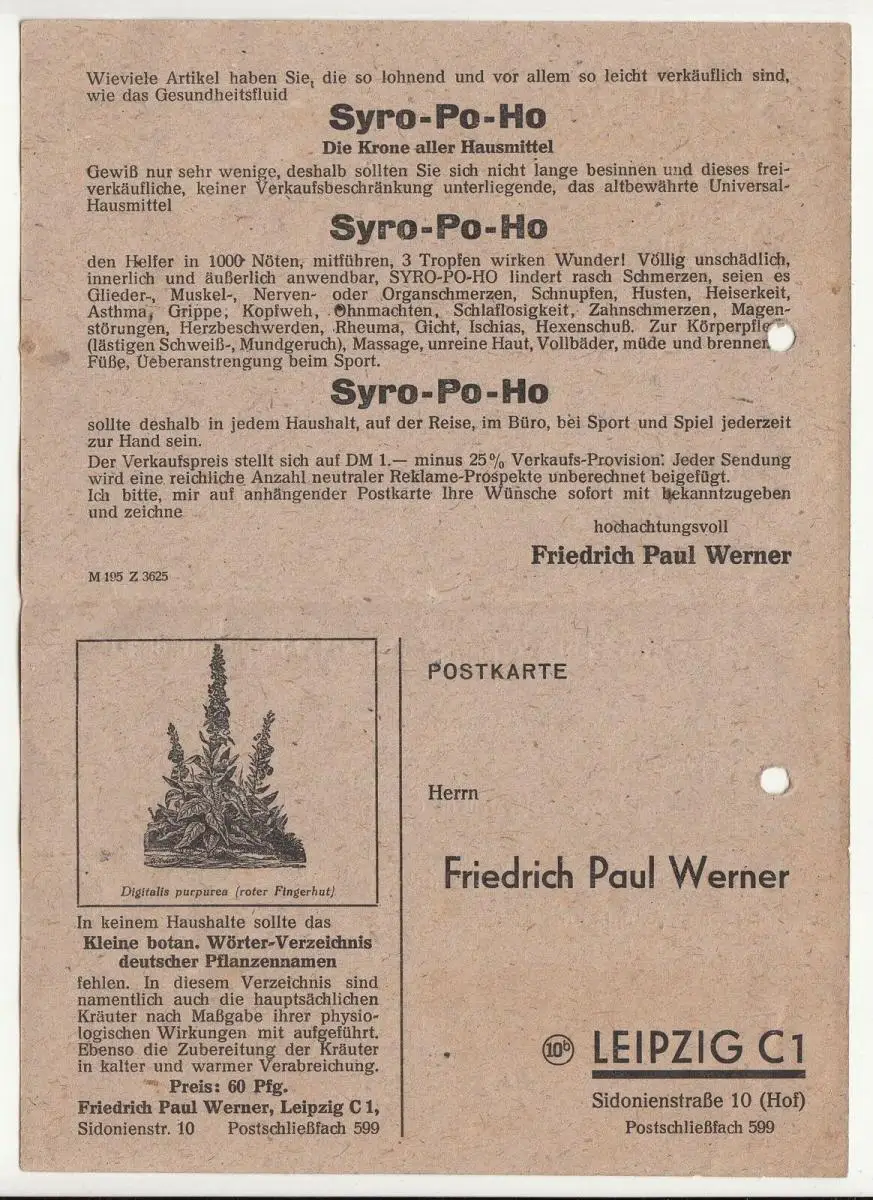 Wieviele Artikel haben Sie, die so lohnend und vor allem so leicht verkäuflich sind,
wie das Gesundheitsfluid
Syro-Po-Ho
Die Krone aller Hausmittel
Gewiß nur sehr wenige, deshalb sollten Sie sich nicht lange besinnen und dieses frei-
verkäufliche, keiner Verkaufsbeschränkung unterliegende, das altbewährte Universal-
Hausmittel
Syro-Po-Ho
den Helfer in 1000 Nöten, mitführen, 3 Tropfen wirken Wunder! Völlig unschädlich,
innerlich und äußerlich anwendbar, SYRO-PO-HO lindert rasch Schmerzen, seien es
Glieder-, Muskel-, Nerven- oder Organschmerzen, Schnupfen, Husten, Heiserkeit,
Asthma, Grippe, Kopfweh, Ohnmachten, Schlaflosigkeit, Zahnschmerzen, Magen-
störungen, Herzbeschwerden, Rheuma, Gicht, Ischias, Hexenschuß. Zur Körperpfle
(lästigen Schweiß-, Mundgeruch), Massage, unreine Haut, Vollbäder, müde und brennen
Füße, Ueberanstrengung beim Sport.
Syro-Po-Ho
sollte deshalb in jedem Haushalt, auf der Reise, im Büro, bei Sport und Spiel jederzeit
zur Hand sein.
Der Verkaufspreis stellt sich auf DM 1.— minus 25% Verkaufs-Provision. Jeder Sendung
wird eine reichliche Anzahl neutraler Reklame-Prospekte unberechnet beigefügt.
Ich bitte, mir auf anhängender Postkarte Ihre Wünsche sofort mit bekanntzugeben
und zeichne
hochachtungsvoll
Friedrich Paul Werner
M 195 Z 3625
Digitalis purpurea (roter Fingerhut)
In keinem Haushalte sollte das
Kleine botan. Wörter-Verzeichnis
deutscher Pflanzennamen
fehlen. In diesem Verzeichnis sind
namentlich auch die hauptsächlichen
Kräuter nach Maßgabe ihrer physio-
logischen Wirkungen mit aufgeführt.
Ebenso die Zubereitung der Kräuter
in kalter und warmer Verabreichung.
Preis: 60 Pfg.
Friedrich Paul Werner, Leipzig C 1,
Sidonienstr. 10 Postschließfach 599
POSTKARTE
Herrn
Friedrich Paul Werner
10b LEIPZIG C 1
Sidonienstraße 10 (Hof)
Postschließfach 599